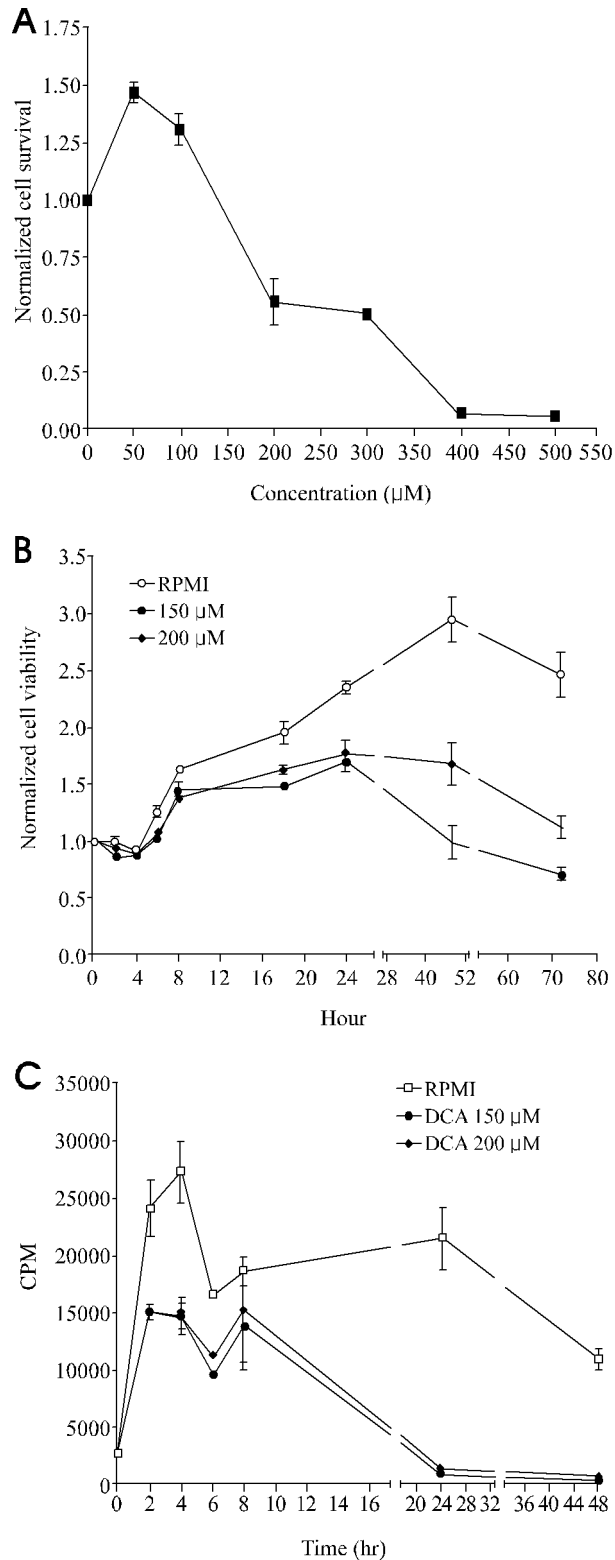 A
1.75
1.50
1.25
1.00
0.75
0.50
0.25
0.00
Normalized cell survival
0 50 100 150 200 250 300 350 400 450 500 550
Concentration (µM)
B
3.5
3.0
2.5
2.0
1.5
1.0
0.5
0.0
Normalized cell viability
RPMI
150 µM
200 µM
0 4 8 12 16 20 24 28 40 52 60 70 80
Hour
C
35000
30000
25000
20000
15000
10000
5000
0
CPM
RPMI
DCA 150 µM
DCA 200 µM
0 2 4 6 8 10 12 14 16 20 24 28 32 36 40 44 48
Time (hr)